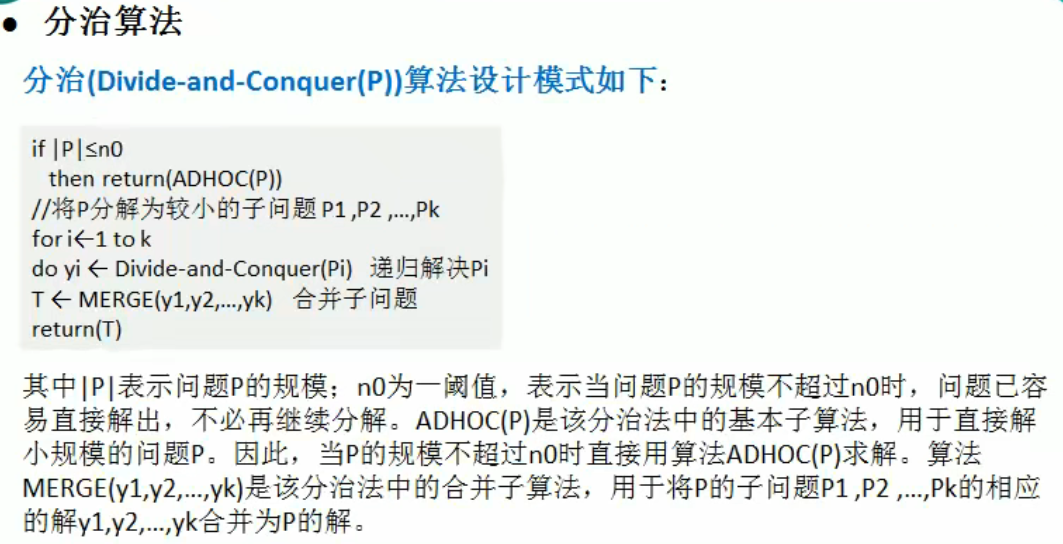 ● 分治算法
分治(Divide-and-Conquer(P))算法设计模式如下：
if |P|≤n0
then return(ADHOC(P))
//将P分解为较小的子问题 P1 ,P2 ,...,Pk
for i←1 to k
do yi ← Divide-and-Conquer(Pi) 递归解决Pi
T ← MERGE(y1,y2,...,yk) 合并子问题
return(T)
其中|P|表示问题P的规模；n0为一阈值，表示当问题P的规模不超过n0时，问题已容
易直接解出，不必再继续分解。ADHOC(P)是该分治法中的基本子算法，用于直接解
小规模的问题P。因此，当P的规模不超过n0时直接用算法ADHOC(P)求解。算法
MERGE(y1,y2,...,yk)是该分治法中的合并子算法，用于将P的子问题P1 ,P2 ,...,Pk的相应
的解y1,y2,...,yk合并为P的解。